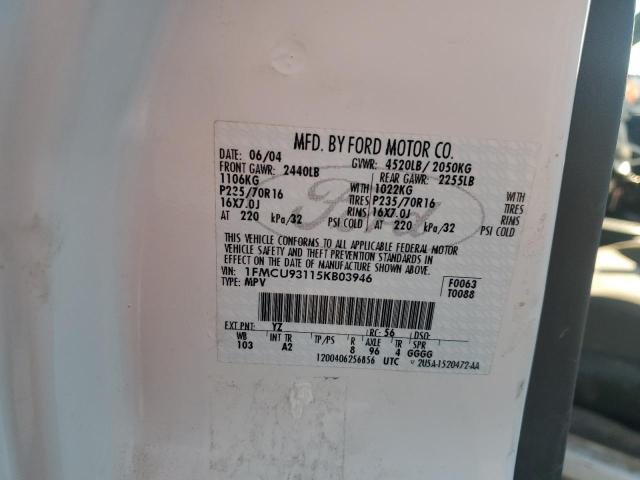 MFD. BY FORD MOTOR CO.
DATE: 06/04 GVWR: 4520LB/ 2050KG
FRONT GAWR: 2440LB REAR GAWR: 2255LB
1106KG WITH 1022KG WITH
P235/70R16 TIRES P235/70R16 TIRES
16X7.0J RIMS 16X7.0J RIMS
AT 220 kPa/32 PSI COLD AT 220 kPa/32 PSI COLD
Ford
THIS VEHICLE CONFORMS TO ALL APPLICABLE FEDERAL MOTOR
VEHICLE SAFETY AND THEFT PREVENTION STANDARDS IN
EFFECT ON THE DATE OF MANUFACTURE SHOWN ABOVE.
VIN: 1FMCU93115KB03946 F0063
TYPE: MPV T0088
EXT PNT: YZ RC: 56 DSO:
WB INT TR TP/PS R AXLE TR SPR
103 A2 8 96 4 GGGG
1200406256856 UTC 2U5A-1520472-AA